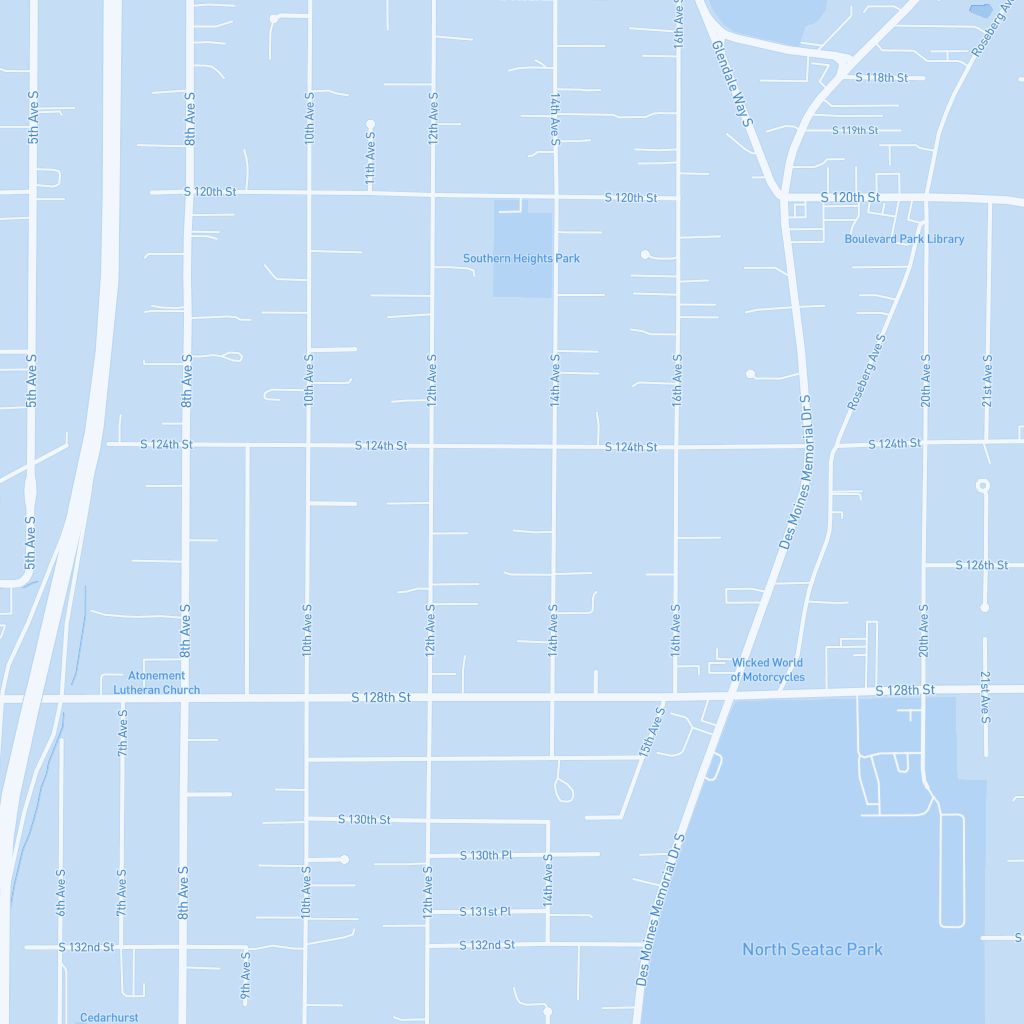 16th Ave S
Roseberg Ave
Glendale Way S
S 118th St
5th Ave S
8th Ave S
10th Ave S
12th Ave S
14th Ave S
S 119th St
11th Ave S
S 120th St
S 120th St
S 120th St
Boulevard Park Library
Southern Heights Park
5th Ave S
8th Ave S
10th Ave S
12th Ave S
14th Ave S
16th Ave S
Roseberg Ave S
20th Ave S
21st Ave S
S 124th St
S 124th St
S 124th St
S 124th St
Des Moines Memorial Dr S
5th Ave S
S 126th St
8th Ave S
10th Ave S
12th Ave S
14th Ave S
16th Ave S
20th Ave S
Wicked World
of Motorcycles
Atonement
Lutheran Church
S 128th St
S 128th St
21st Ave S
7th Ave S
15th Ave S
S 130th St
S 130th Pl
6th Ave S
7th Ave S
8th Ave S
10th Ave S
12th Ave S
14th Ave S
Des Moines Memorial Dr S
S 131st Pl
S 132nd St
S 132nd St
S
North Seatac Park
9th Ave S
Cedarhurst